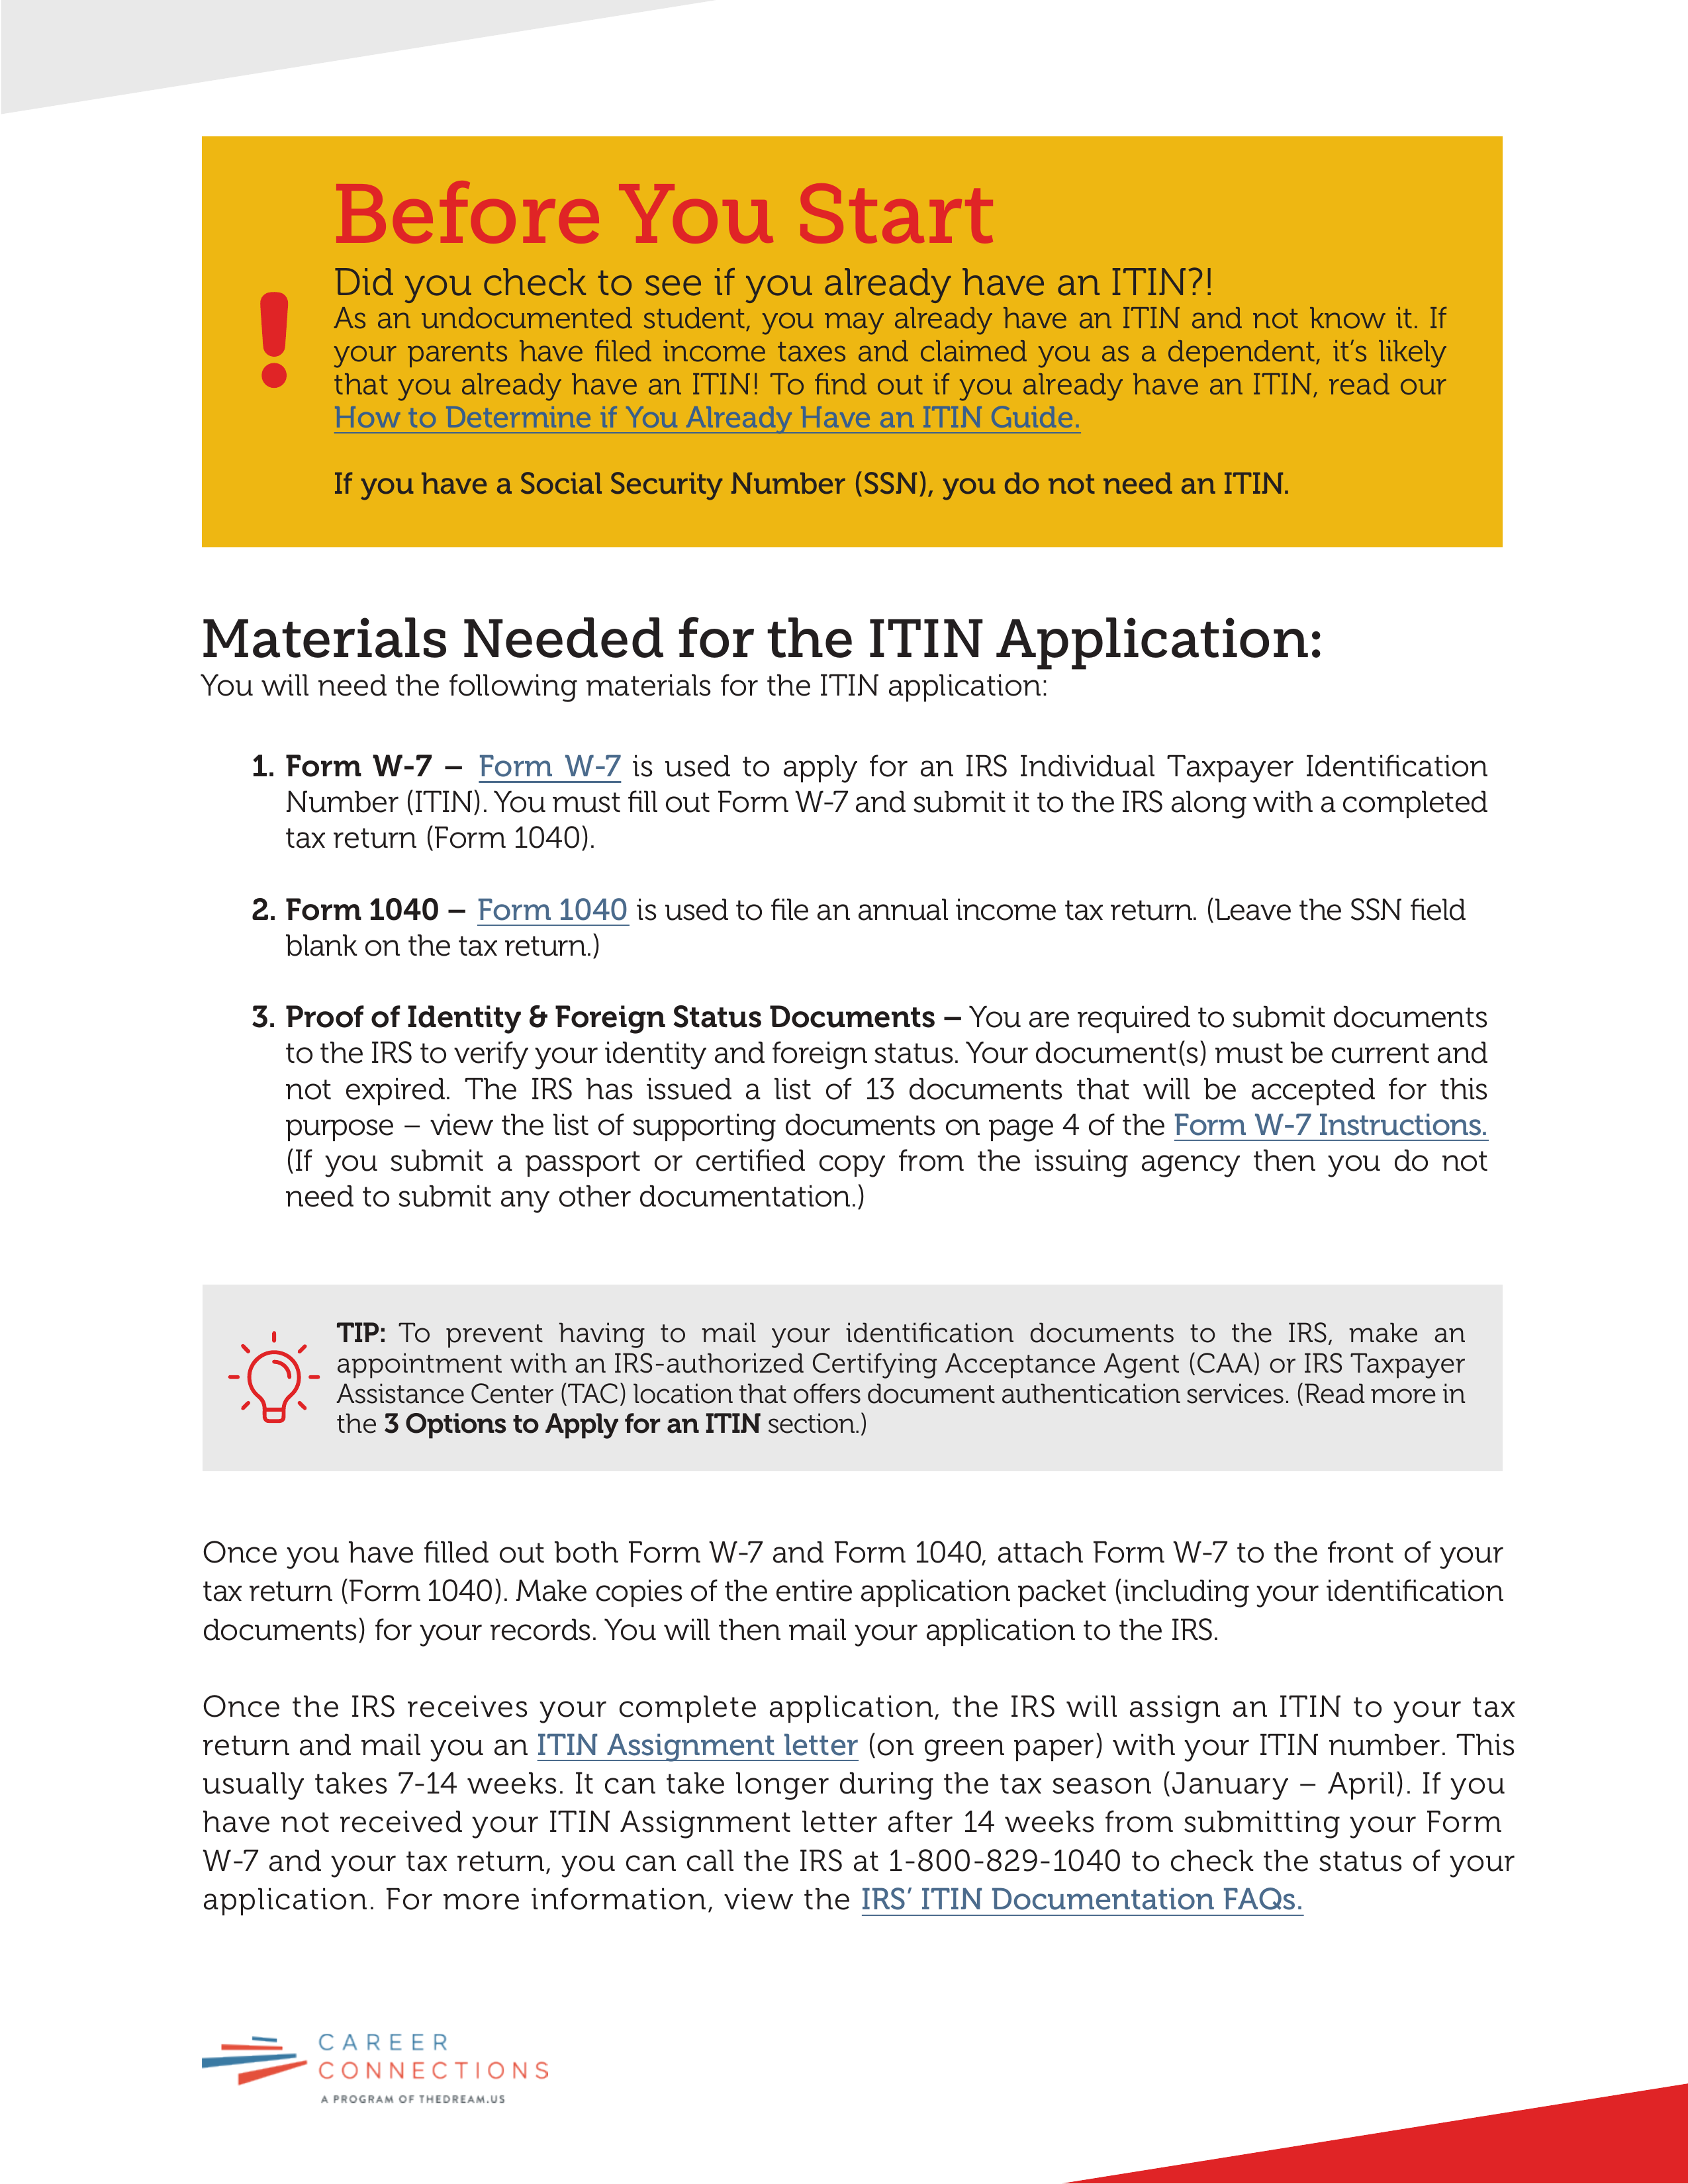 Before You Start
Did you check to see if you already have an ITIN?!
As an undocumented student, you may already have an ITIN and not know it. If
your parents have filed income taxes and claimed you as a dependent, it's likely
that you already have an ITIN! To find out if you already have an ITIN, read our
How to Determine if You Already Have an ITIN Guide.
If you have a Social Security Number (SSN), you do not need an ITIN.
Materials Needed for the ITIN Application:
You will need the following materials for the ITIN application:
1. Form W-7 – Form W-7 is used to apply for an IRS Individual Taxpayer Identification
Number (ITIN). You must fill out Form W-7 and submit it to the IRS along with a completed
tax return (Form 1040).
2. Form 1040 – Form 1040 is used to file an annual income tax return. (Leave the SSN field
blank on the tax return.)
3. Proof of Identity & Foreign Status Documents – You are required to submit documents
to the IRS to verify your identity and foreign status. Your document(s) must be current and
not expired. The IRS has issued a list of 13 documents that will be accepted for this
purpose – view the list of supporting documents on page 4 of the Form W-7 Instructions.
(If you submit a passport or certified copy from the issuing agency then you do not
need to submit any other documentation.)
TIP: To prevent having to mail your identification documents to the IRS, make an
appointment with an IRS-authorized Certifying Acceptance Agent (CAA) or IRS Taxpayer
Assistance Center (TAC) location that offers document authentication services. (Read more in
the 3 Options to Apply for an ITIN section.)
Once you have filled out both Form W-7 and Form 1040, attach Form W-7 to the front of your
tax return (Form 1040). Make copies of the entire application packet (including your identification
documents) for your records. You will then mail your application to the IRS.
Once the IRS receives your complete application, the IRS will assign an ITIN to your tax
return and mail you an ITIN Assignment letter (on green paper) with your ITIN number. This
usually takes 7-14 weeks. It can take longer during the tax season (January – April). If you
have not received your ITIN Assignment letter after 14 weeks from submitting your Form
W-7 and your tax return, you can call the IRS at 1-800-829-1040 to check the status of your
application. For more information, view the IRS' ITIN Documentation FAQs.
CAREER
CONNECTIONS
A PROGRAM OF THEDREAM.US